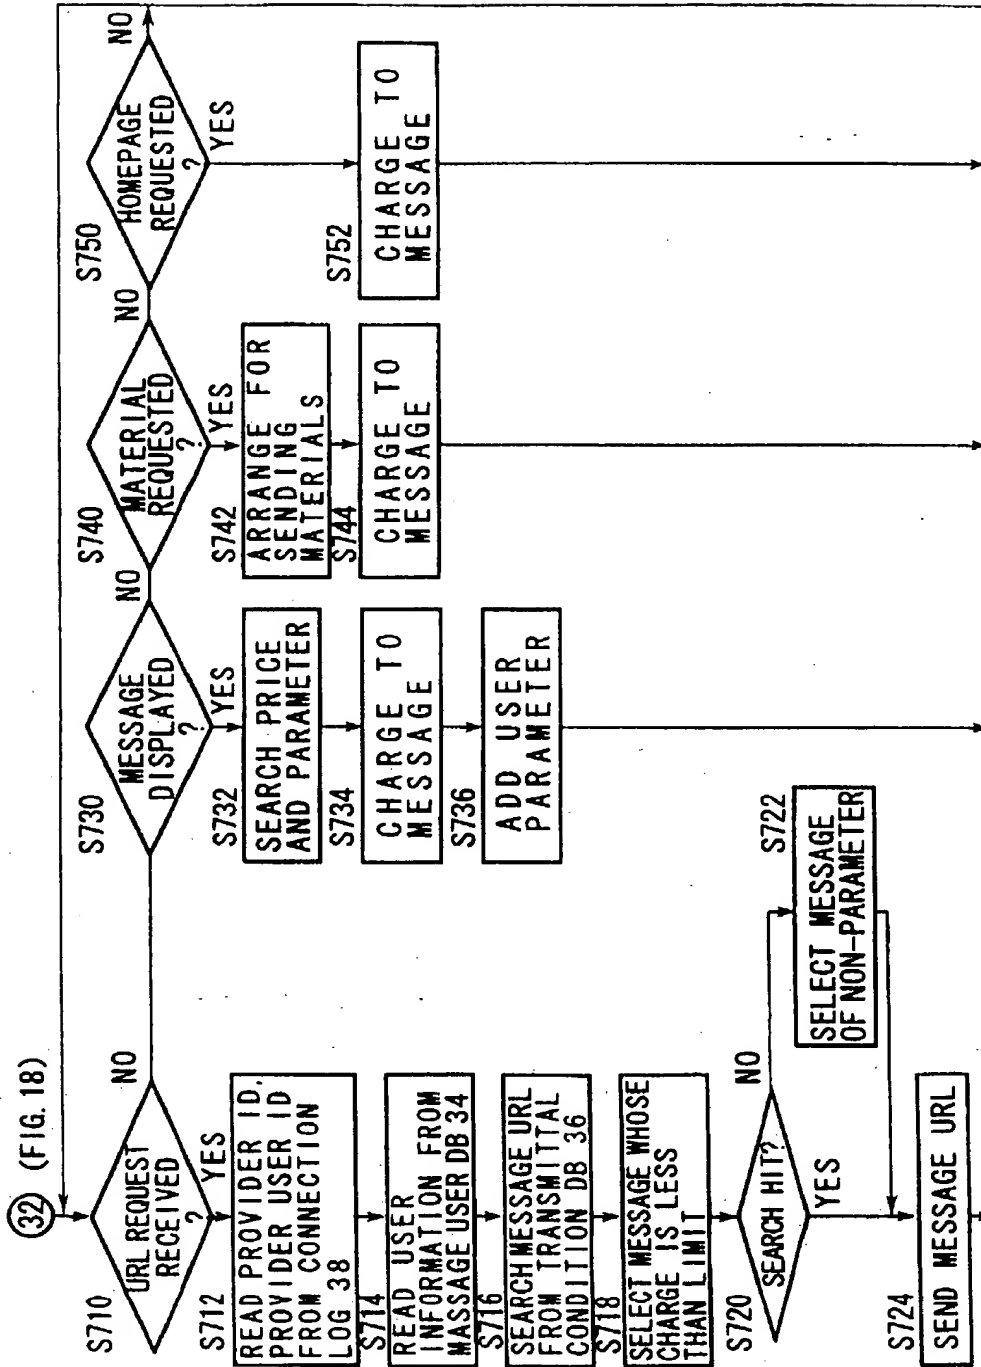 32 (FIG. 18)
S710
URL REQUEST
RECEIVED
?
NO
YES
S712
READ PROVIDER ID,
PROVIDER USER ID
FROM CONNECTION
LOG 38
S714
READ USER
INFORMATION FROM
MASSAGE USER DB 34
S716
SEARCH MESSAGE URL
FROM TRANSMITTAL
CONDITION DB 36
S718
SELECT MESSAGE WHOSE
CHARGE IS LESS
THAN LIMIT
S720
SEARCH HIT?
NO
YES
S722
SELECT MESSAGE
OF NON-PARAMETER
S724
SEND MESSAGE URL
S730
MESSAGE
DISPLAYED
?
NO
YES
S732
SEARCH PRICE
AND PARAMETER
S734
CHARGE TO
MESSAGE
S736
ADD USER
PARAMETER
S740
MATERIAL
REQUESTED
?
NO
YES
S742
ARRANGE FOR
SENDING
MATERIALS
S744
CHARGE TO
MESSAGE
S750
HOMEPAGE
REQUESTED
?
NO
YES
S752
CHARGE TO
MESSAGE